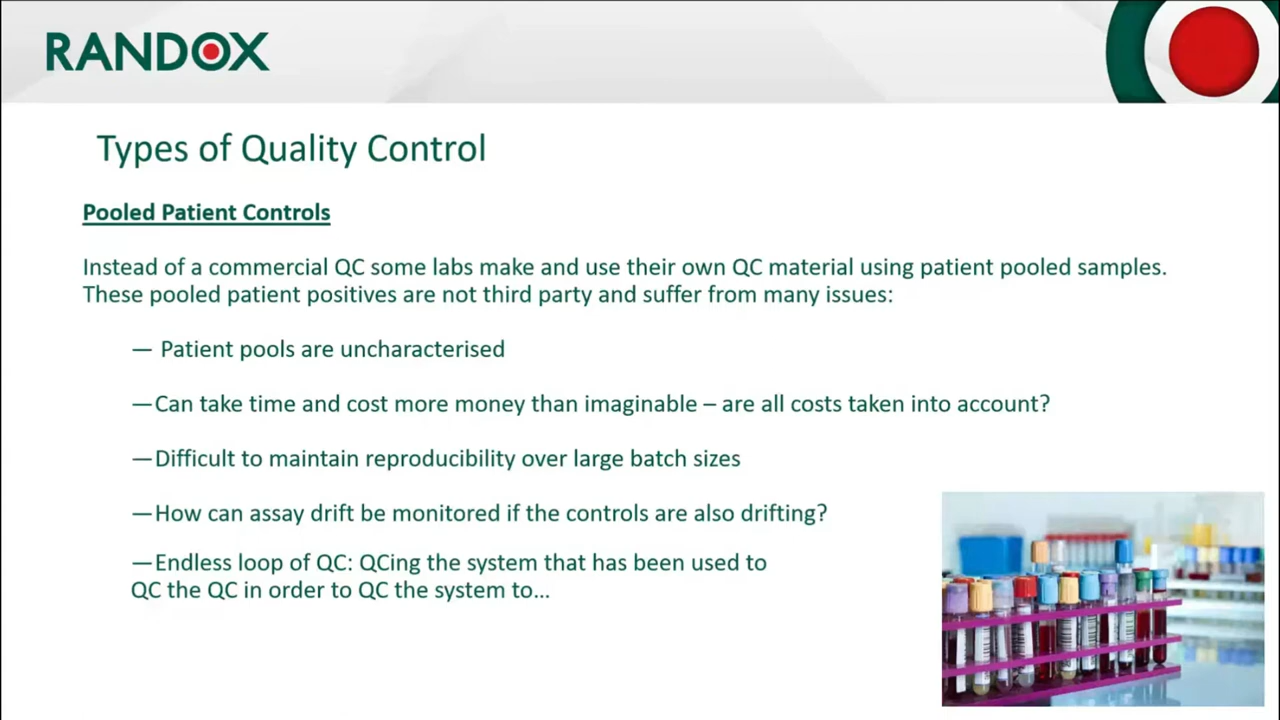 RANDOX
Types of Quality Control
Pooled Patient Controls
Instead of a commercial QC some labs make and use their own QC material using patient pooled samples.
These pooled patient positives are not third party and suffer from many issues:
— Patient pools are uncharacterised
—Can take time and cost more money than imaginable – are all costs taken into account?
—Difficult to maintain reproducibility over large batch sizes
—How can assay drift be monitored if the controls are also drifting?
—Endless loop of QC: QCing the system that has been used to
QC the QC in order to QC the system to...